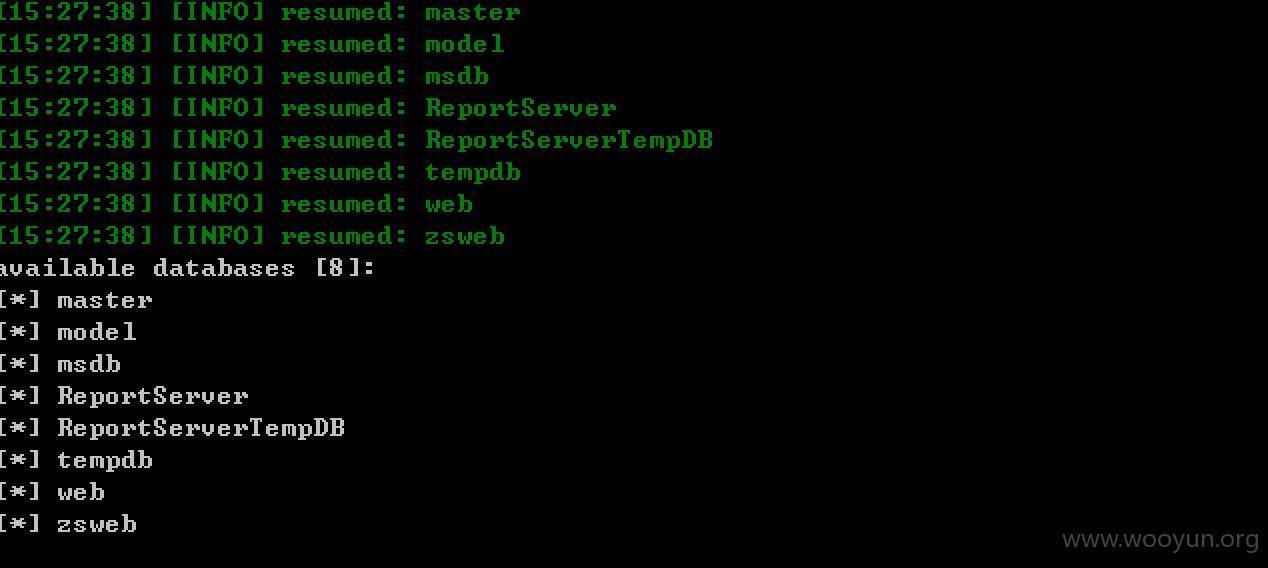 [15:27:38] [INFO] resumed: master
[15:27:38] [INFO] resumed: model
[15:27:38] [INFO] resumed: msdb
[15:27:38] [INFO] resumed: ReportServer
[15:27:38] [INFO] resumed: ReportServerTempDB
[15:27:38] [INFO] resumed: tempdb
[15:27:38] [INFO] resumed: web
[15:27:38] [INFO] resumed: zsweb
available databases [8]:
[*] master
[*] model
[*] msdb
[*] ReportServer
[*] ReportServerTempDB
[*] tempdb
[*] web
[*] zsweb
www.wooyun.org